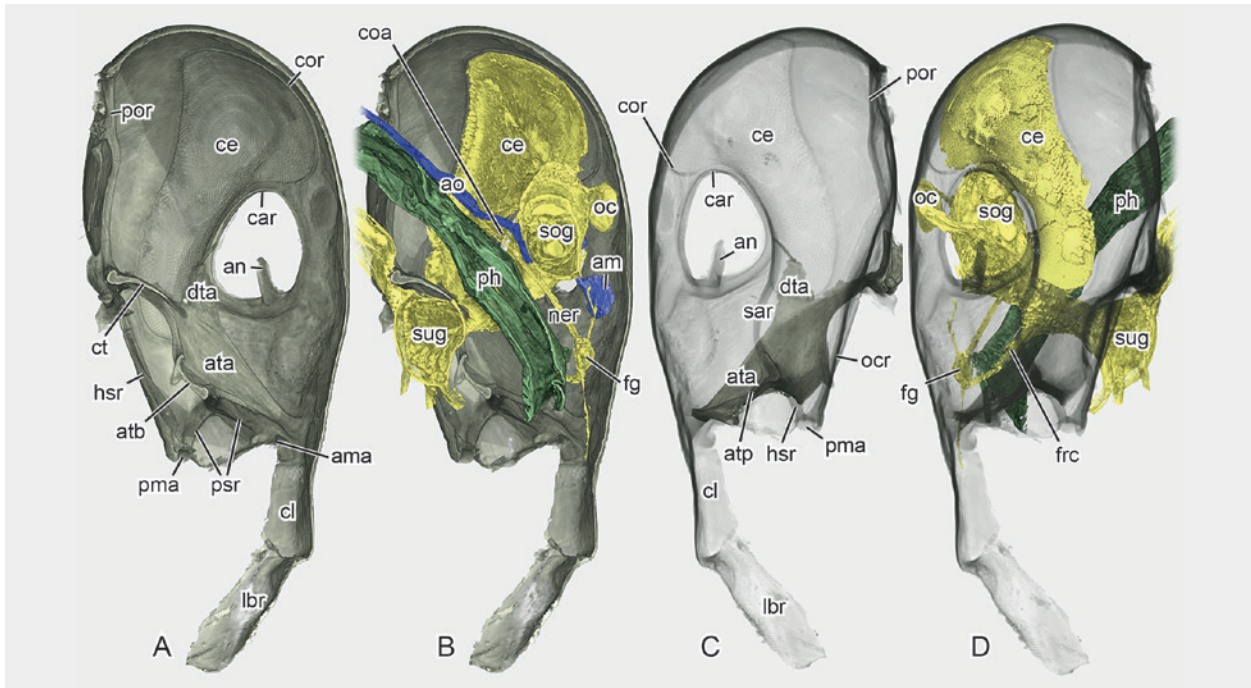 cor
por
ce
car
an
dta
ct
ata
hsr
atb
ama
pma
psr
cl
lbr
A
coa
ce
ao
oc
sog
am
ph
ner
sug
fg
B
por
cor
ce
car
an
dta
sar
ocr
ata
atp
hsr
pma
cl
lbr
C
ce
ph
oc
sog
sug
fg
frc
D